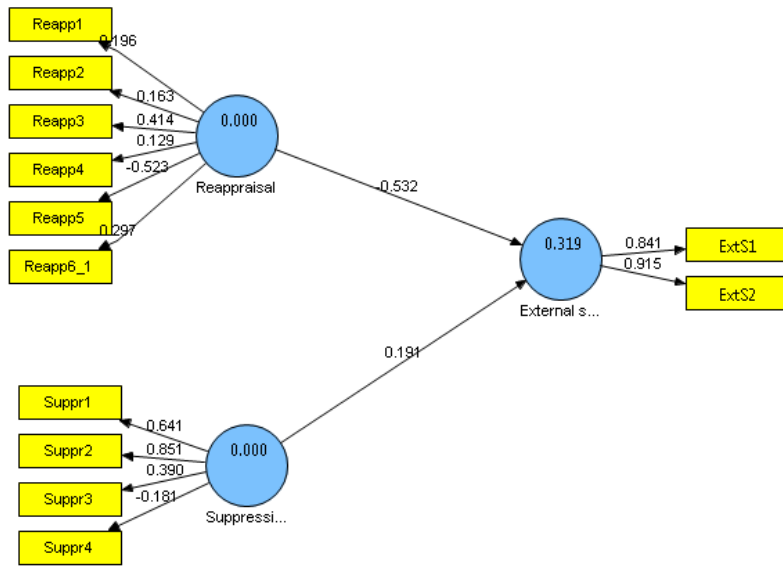 Reapp1
0.196
Reapp2
0.163
0.000
Reapp3
0.414
0.129
Reapp4
-0.523
Reappraisal
-0.532
Reapp5
0.297
Reapp6_1
0.319
0.841
ExtS1
0.915
ExtS2
External s...
0.191
Suppr1
0.641
Suppr2
0.851
0.000
0.390
Suppr3
-0.181
Suppressi...
Suppr4